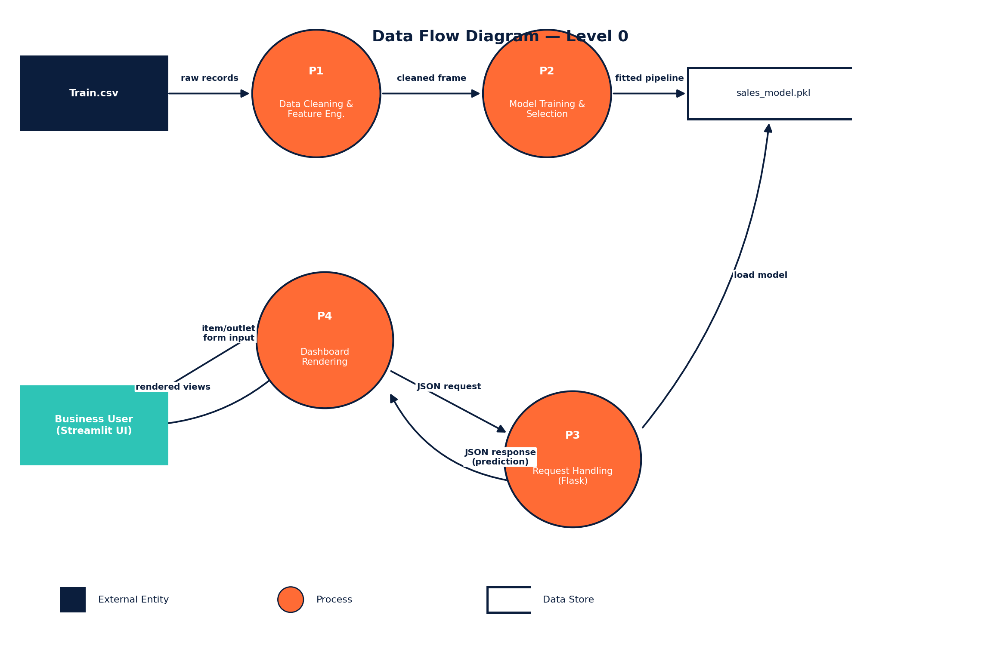 Data Flow Diagram — Level 0
Train.csv
raw records
P1
Data Cleaning &
Feature Eng.
cleaned frame
P2
Model Training &
Selection
fitted pipeline
sales_model.pkl
load model
P4
Dashboard
Rendering
item/outlet
form input
rendered views
Business User
(Streamlit UI)
JSON request
JSON response
(prediction)
P3
Request Handling
(Flask)
External Entity
Process
Data Store